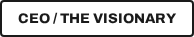 CEO / THE VISIONARY